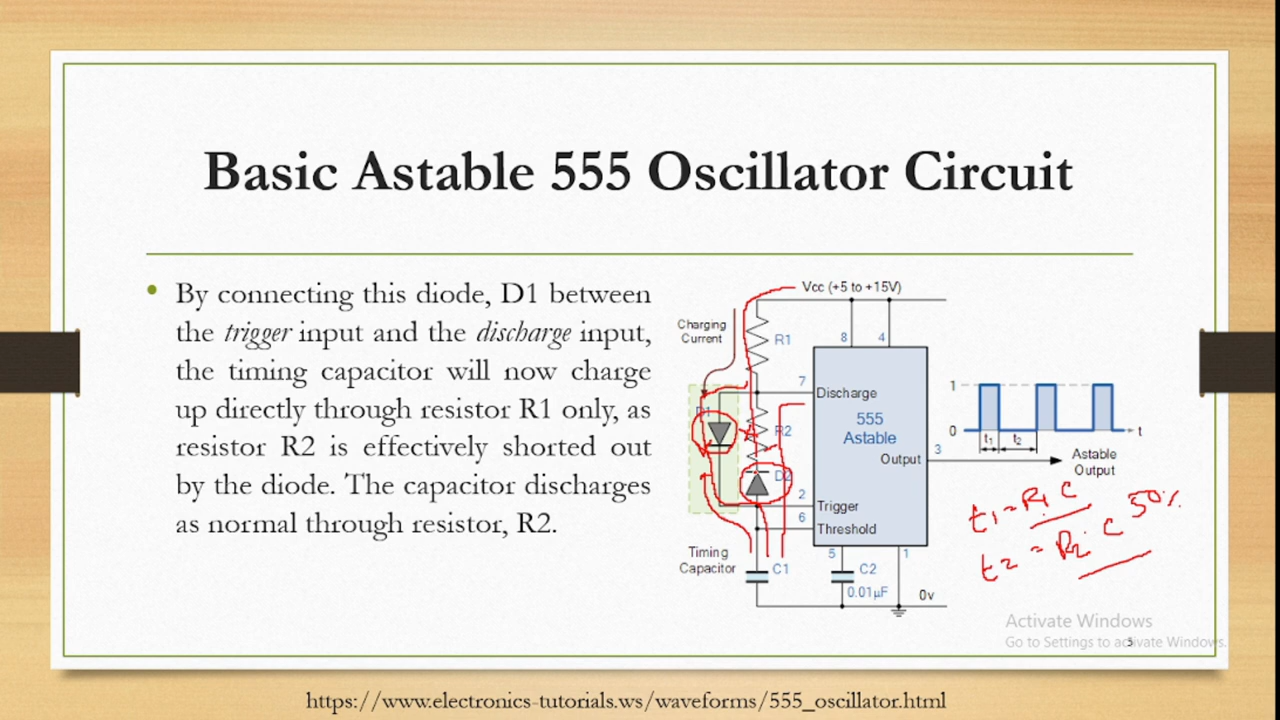 Basic Astable 555 Oscillator Circuit
• By connecting this diode, D1 between
the trigger input and the discharge input,
the timing capacitor will now charge
up directly through resistor R1 only, as
resistor R2 is effectively shorted out
by the diode. The capacitor discharges
as normal through resistor, R2.
Vcc (+5 to +15V)
Charging
Current
R1
8
4
7
Discharge
D1
R2
555
Astable
Output
3
D2
2
Trigger
6
Threshold
Timing
Capacitor
C1
5
1
C2
0.01µF
0v
1
0
t
t1
t2
Astable
Output
t1 = R1 C
50%
t2 = R2 C
Activate Windows
Go to Settings to activate Windows.
https://www.electronics-tutorials.ws/waveforms/555_oscillator.html